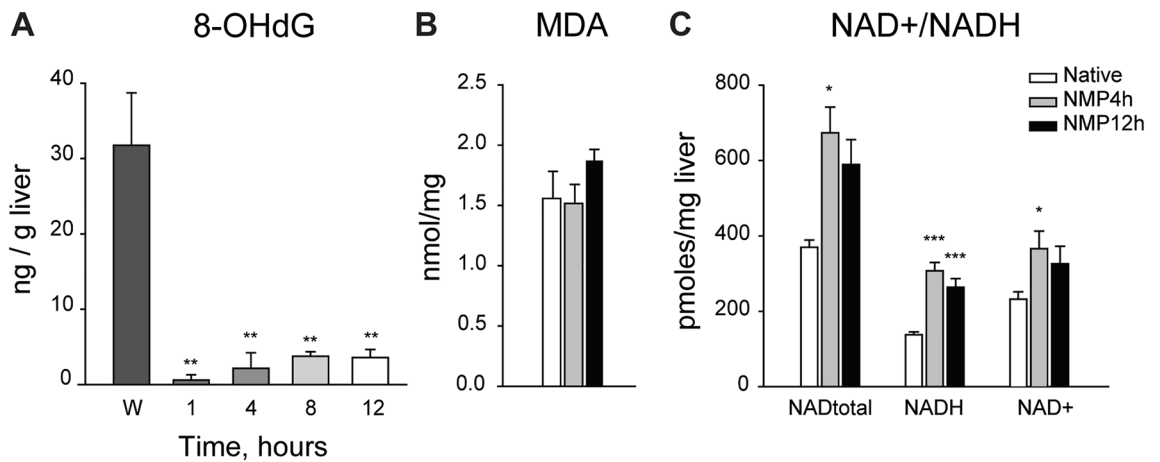 A 8-OHdG
ng / g liver
40
30
20
10
0
**
**
**
**
W 1 4 8 12
Time, hours
B MDA
nmol/mg
2.5
2.0
1.5
1.0
0.5
0.0
C NAD+/NADH
Native
NMP4h
NMP12h
pmoles/mg liver
800
600
400
200
0
*
***
***
*
NADtotal NADH NAD+